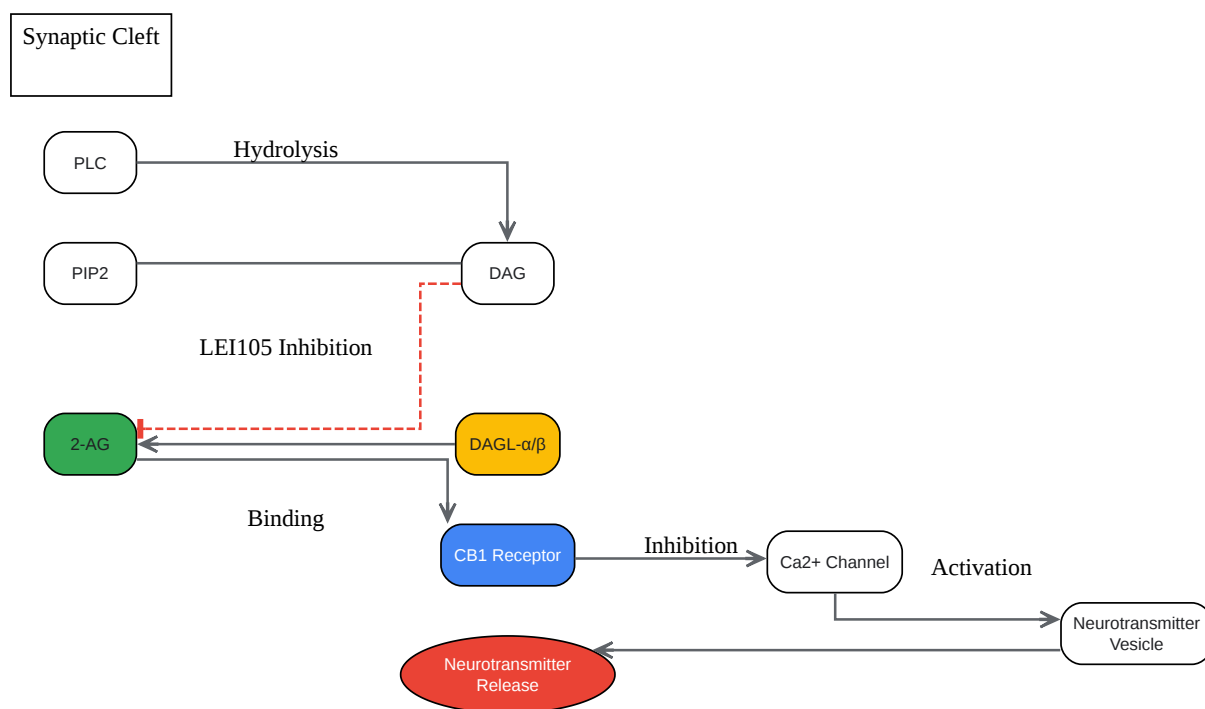 Synaptic Cleft
PLC
Hydrolysis
PIP2
DAG
LEI105 Inhibition
2-AG
DAGL-α/β
Binding
CB1 Receptor
Inhibition
Ca2+ Channel
Activation
Neurotransmitter
Vesicle
Neurotransmitter
Release